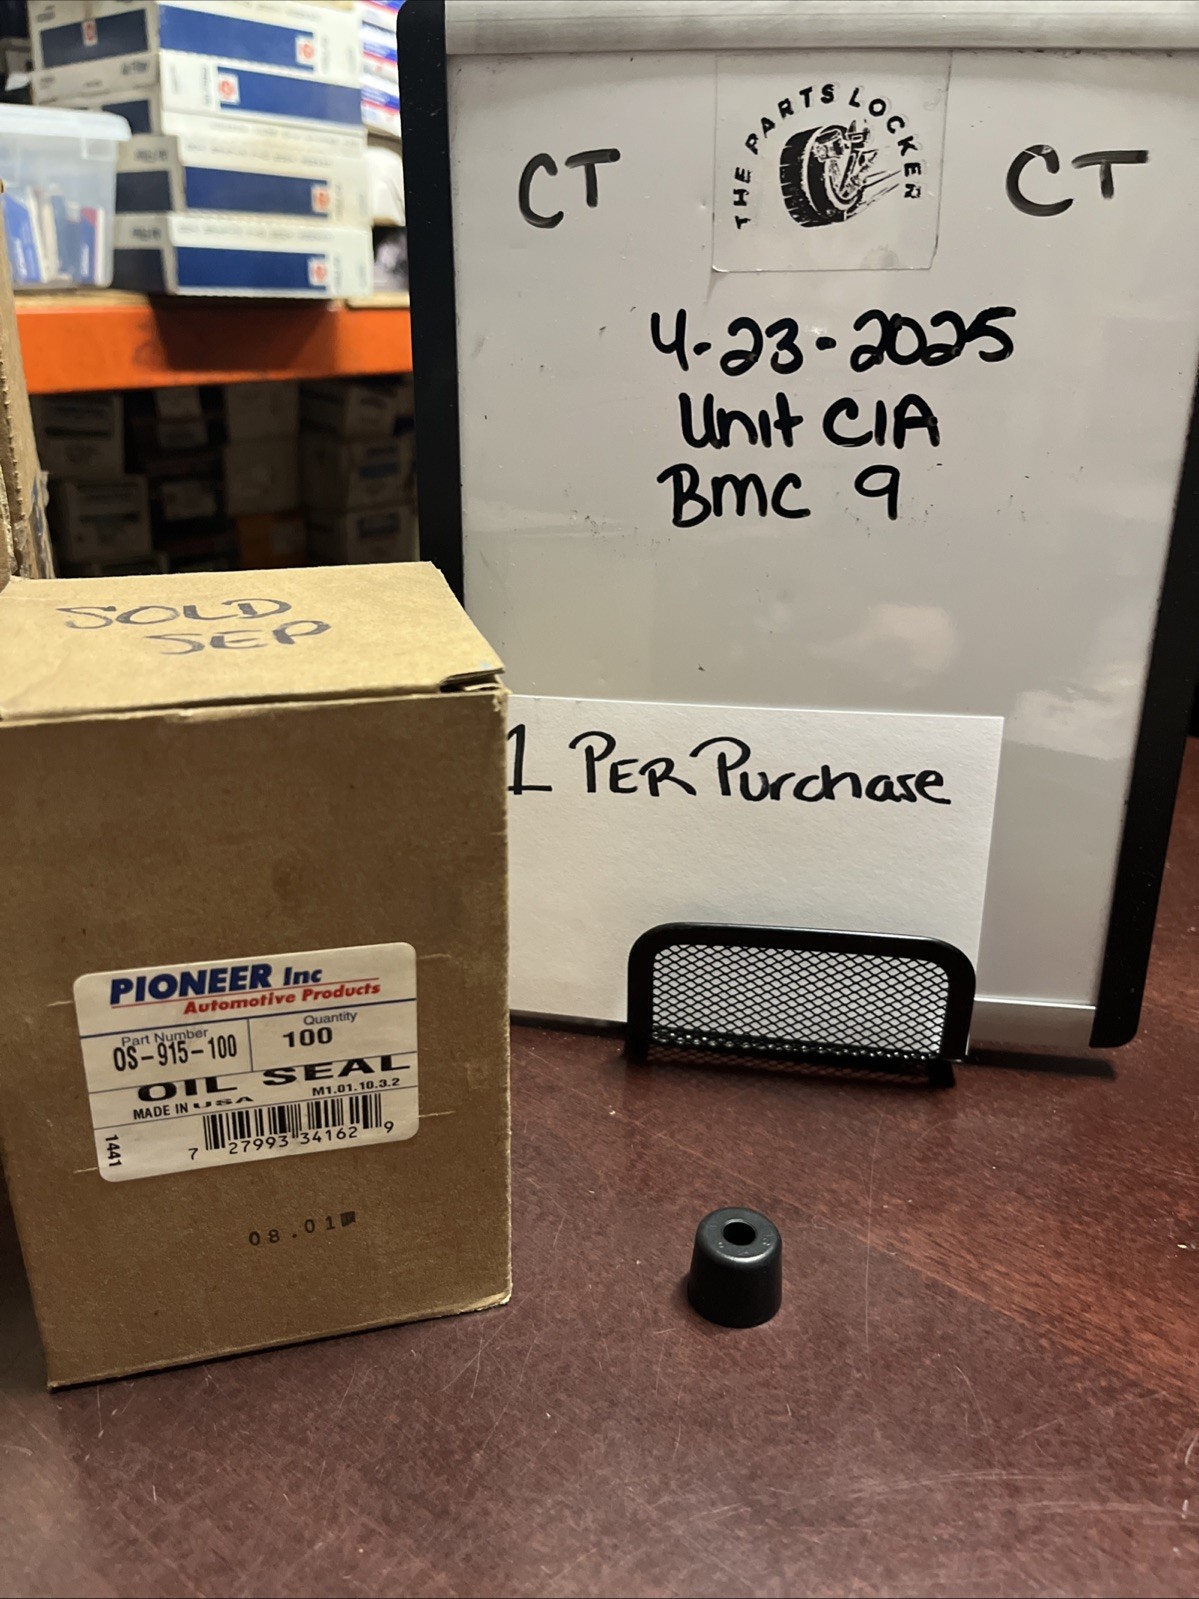 THE PARTS LOCKER
CT
CT
4-23-2025
Unit C1A
BMC 9
SOLD
SEP
1 PER Purchase
PIONEER Inc
Automotive Products
Part Number
OS-915-100
Quantity
100
OIL SEAL
MADE IN USA
M1.01.10.3.2
1441
7 27993 34162 9
08.01